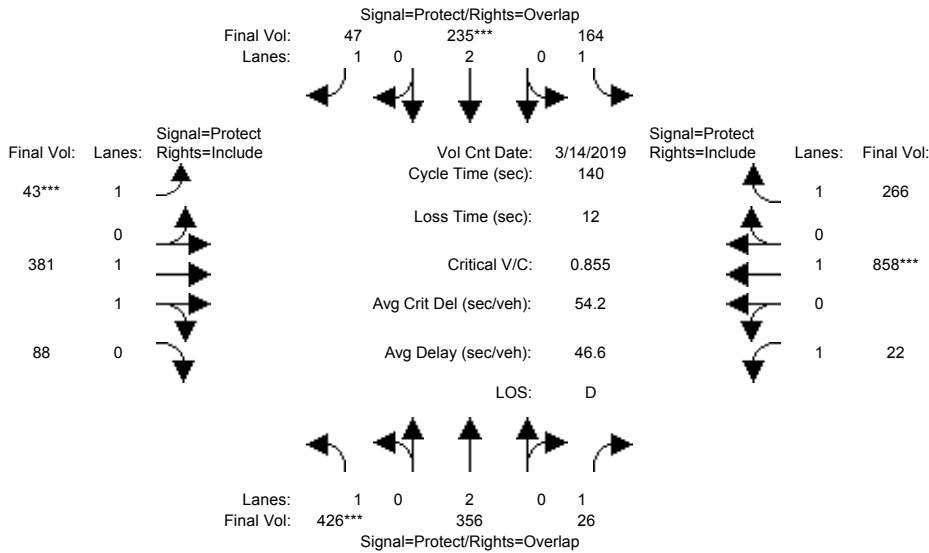 Signal=Protect/Rights=Overlap
Final Vol: 47 235*** 164
Lanes: 1 0 2 0 1
Signal=Protect Signal=Protect
Final Vol: Lanes: Rights=Include Vol Cnt Date: 3/14/2019 Rights=Include Lanes: Final Vol:
Cycle Time (sec): 140
43*** 1 1 266
Loss Time (sec): 12
0 0
381 1 Critical V/C: 0.855 1 858***
1 Avg Crit Del (sec/veh): 54.2 0
88 0 Avg Delay (sec/veh): 46.6 1 22
LOS: D
Lanes: 1 0 2 0 1
Final Vol: 426*** 356 26
Signal=Protect/Rights=Overlap